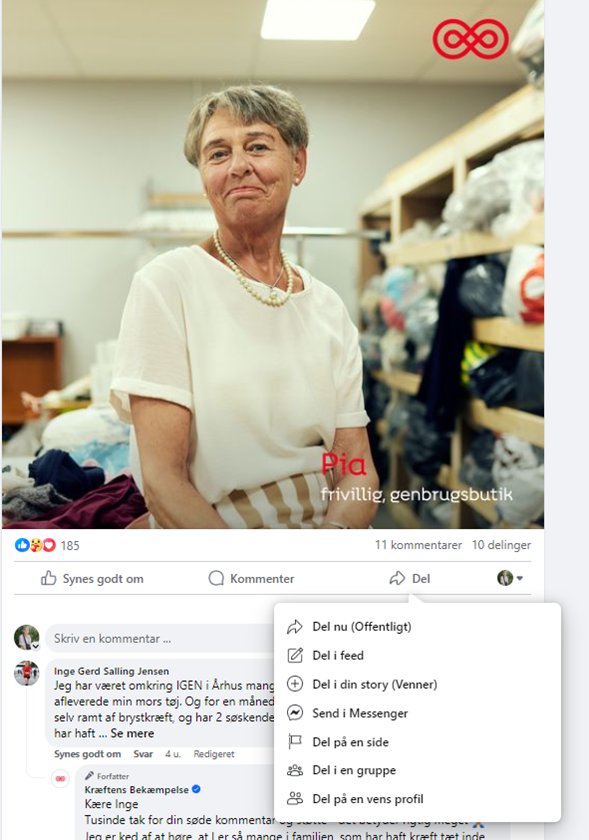 Pia
frivillig, genbrugsbutik
185
11 kommentarer 10 delinger
Synes godt om Kommenter Del
Del nu (Offentligt)
Del i feed
Del i din story (Venner)
Send i Messenger
Del på en side
Del i en gruppe
Del på en vens profil
Skriv en kommentar ...
Inge Gerd Salling Jensen
Jeg har været omkring IGEN i Århus mang
afleverede min mors tøj. Og for en måned
selv ramt af brystkræft, og har 2 søskende
har haft ... Se mere
Synes godt om Svar 4 u. Redigeret
Forfatter
Kræftens Bekæmpelse
Kære Inge
Tusinde tak for din søde kommentar og støtte - det betyder rigtig meget
Jeg er ked af at høre, at I er så mange i familien, som har haft kræft tæt inde